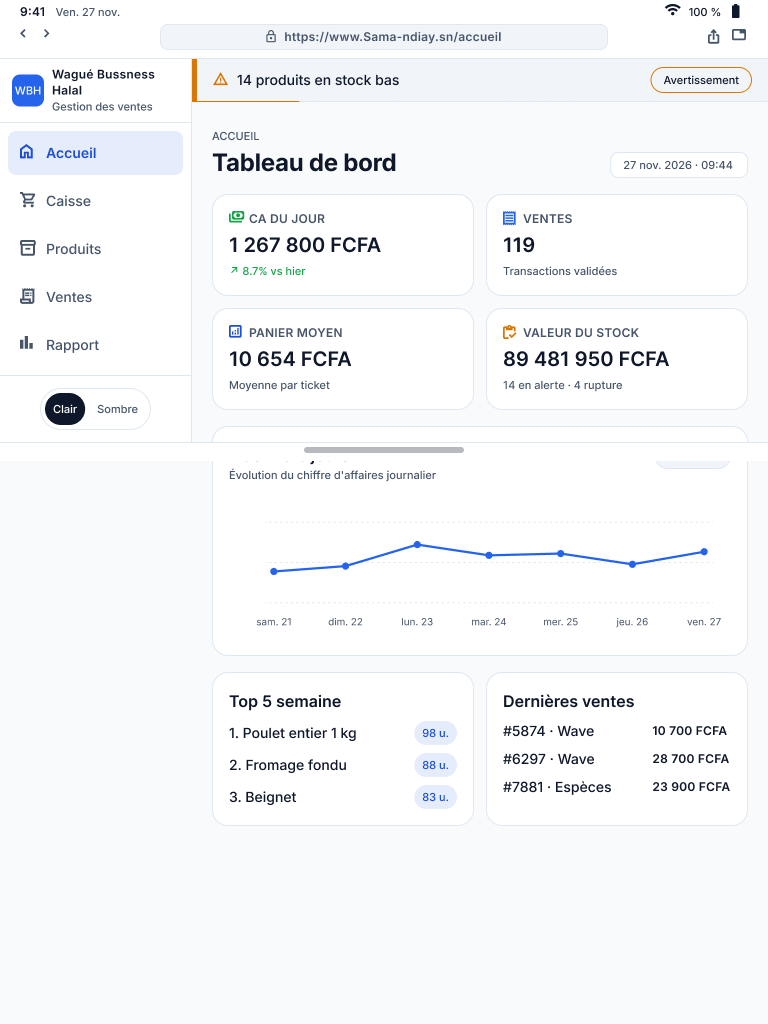 9:41 Ven. 27 nov.
100 %
https://www.Sama-ndiay.sn/accueil
WBH
Wagué Bussness
Halal
Gestion des ventes
14 produits en stock bas
Avertissement
Accueil
Caisse
Produits
Ventes
Rapport
Clair
Sombre
ACCUEIL
Tableau de bord
27 nov. 2026 · 09:44
CA DU JOUR
1 267 800 FCFA
↗ 8.7% vs hier
VENTES
119
Transactions validées
PANIER MOYEN
10 654 FCFA
Moyenne par ticket
VALEUR DU STOCK
89 481 950 FCFA
14 en alerte · 4 rupture
Évolution du chiffre d'affaires journalier
sam. 21
dim. 22
lun. 23
mar. 24
mer. 25
jeu. 26
ven. 27
Top 5 semaine
1. Poulet entier 1 kg 98 u.
2. Fromage fondu 88 u.
3. Beignet 83 u.
Dernières ventes
#5874 · Wave 10 700 FCFA
#6297 · Wave 28 700 FCFA
#7881 · Espèces 23 900 FCFA